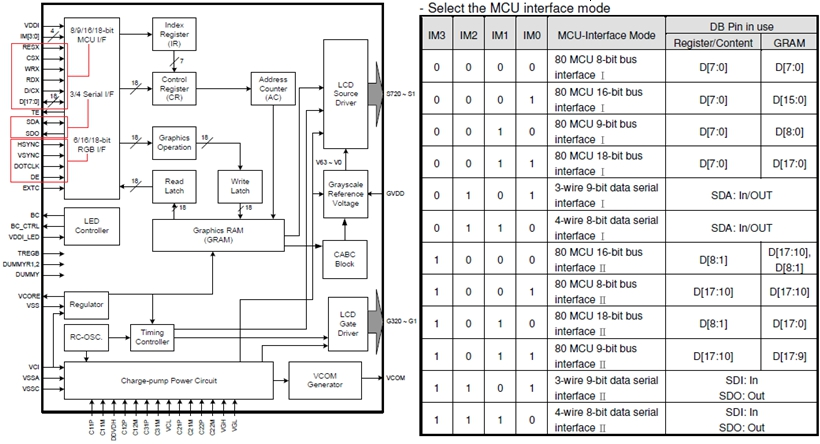 VDDI
IM[3:0]
4
RESX
CSX
WRX
RDX
D/CX
D[17:0]
18
TE
SDA
SDO
HSYNC
VSYNC
DOTCLK
DE
EXTC
BC
BC_CTRL
VDDI_LED
TREGB
DUMMYR1,2
DUMMY
VCORE
VSS
VCI
VSSA
VSSC
8/9/16/18-bit
MCU I/F
3/4 Serial I/F
6/16/18-bit
RGB I/F
Index
Register
(IR)
7
18
Control
Register
(CR)
18
Address
Counter
(AC)
18
Graphics
Operation
18
18
Read
Latch
Write
Latch
18
18
Graphics RAM
(GRAM)
LED
Controller
Regulator
RC-OSC.
Timing
Controller
Charge-pump Power Circuit
VCOM
Generator
LCD
Source
Driver
V63 ~ V0
Grayscale
Reference
Voltage
CABC
Block
LCD
Gate
Driver
S720 ~ S1
GVDD
G320 ~ G1
VCOM
C11P
C11M
DDVDH
C12P
C12M
C31P
C31M
VCL
C21P
C21M
C22P
C22M
VGH
VGL
- Select the MCU interface mode
IM3 IM2 IM1 IM0 MCU-Interface Mode DB Pin in use
Register/Content GRAM
0 0 0 0 80 MCU 8-bit bus interface Ⅰ D[7:0] D[7:0]
0 0 0 1 80 MCU 16-bit bus interface Ⅰ D[7:0] D[15:0]
0 0 1 0 80 MCU 9-bit bus interface Ⅰ D[7:0] D[8:0]
0 0 1 1 80 MCU 18-bit bus interface Ⅰ D[7:0] D[17:0]
0 1 0 1 3-wire 9-bit data serial interface Ⅰ SDA: In/OUT
0 1 1 0 4-wire 8-bit data serial interface Ⅰ SDA: In/OUT
1 0 0 0 80 MCU 16-bit bus interface Ⅱ D[8:1] D[17:10], D[8:1]
1 0 0 1 80 MCU 8-bit bus interface Ⅱ D[17:10] D[17:10]
1 0 1 0 80 MCU 18-bit bus interface Ⅱ D[8:1] D[17:0]
1 0 1 1 80 MCU 9-bit bus interface Ⅱ D[17:10] D[17:9]
1 1 0 1 3-wire 9-bit data serial interface Ⅱ SDI: In SDO: Out
1 1 1 0 4-wire 8-bit data serial interface Ⅱ SDI: In SDO: Out